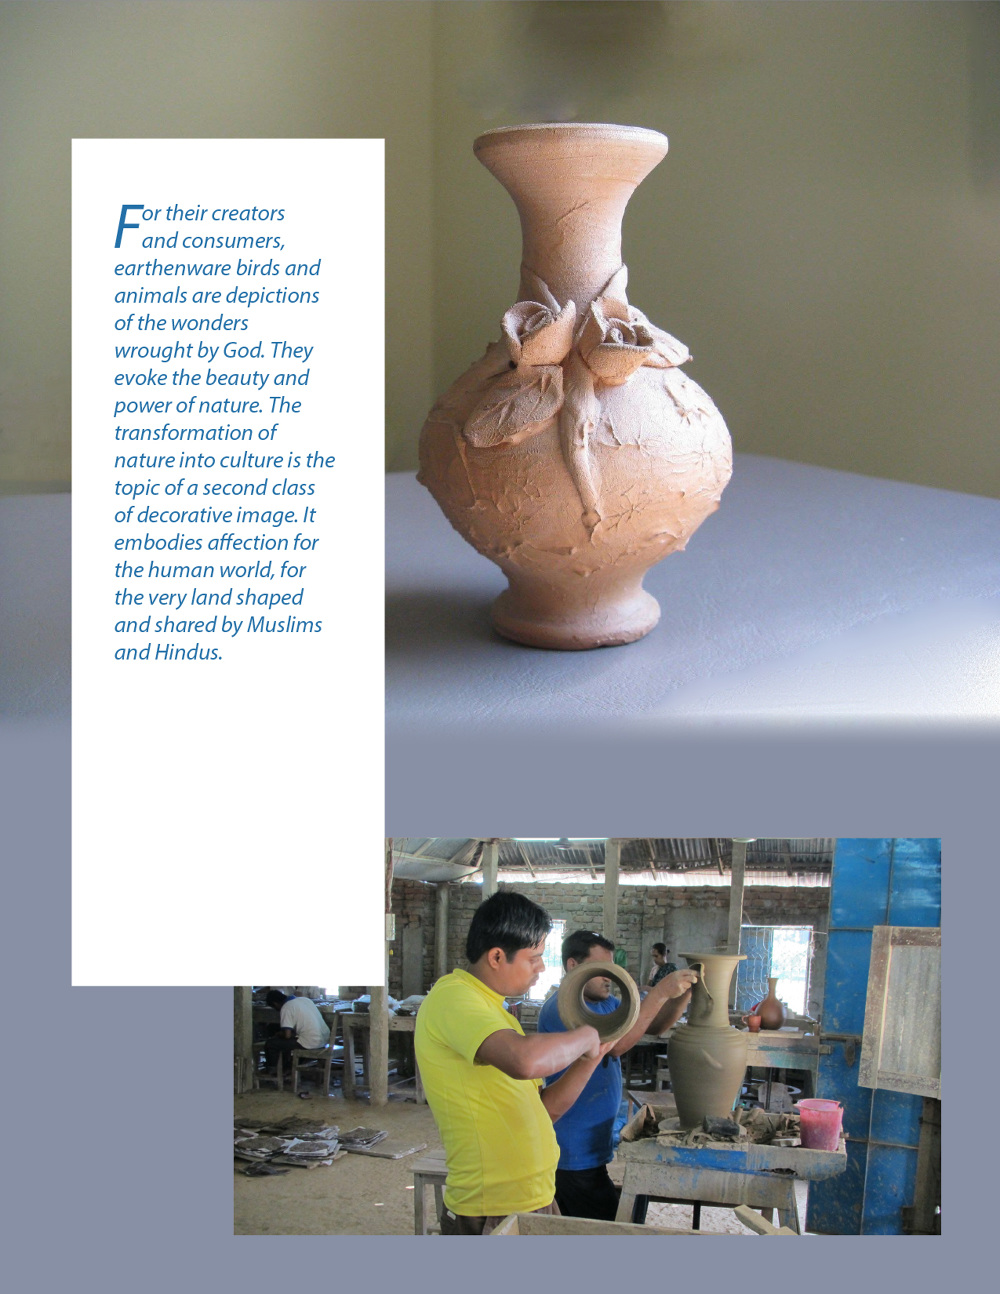 For their creators
and consumers,
earthenware birds and
animals are depictions
of the wonders
wrought by God. They
evoke the beauty and
power of nature. The
transformation of
nature into culture is the
topic of a second class
of decorative image. It
embodies affection for
the human world, for
the very land shaped
and shared by Muslims
and Hindus.